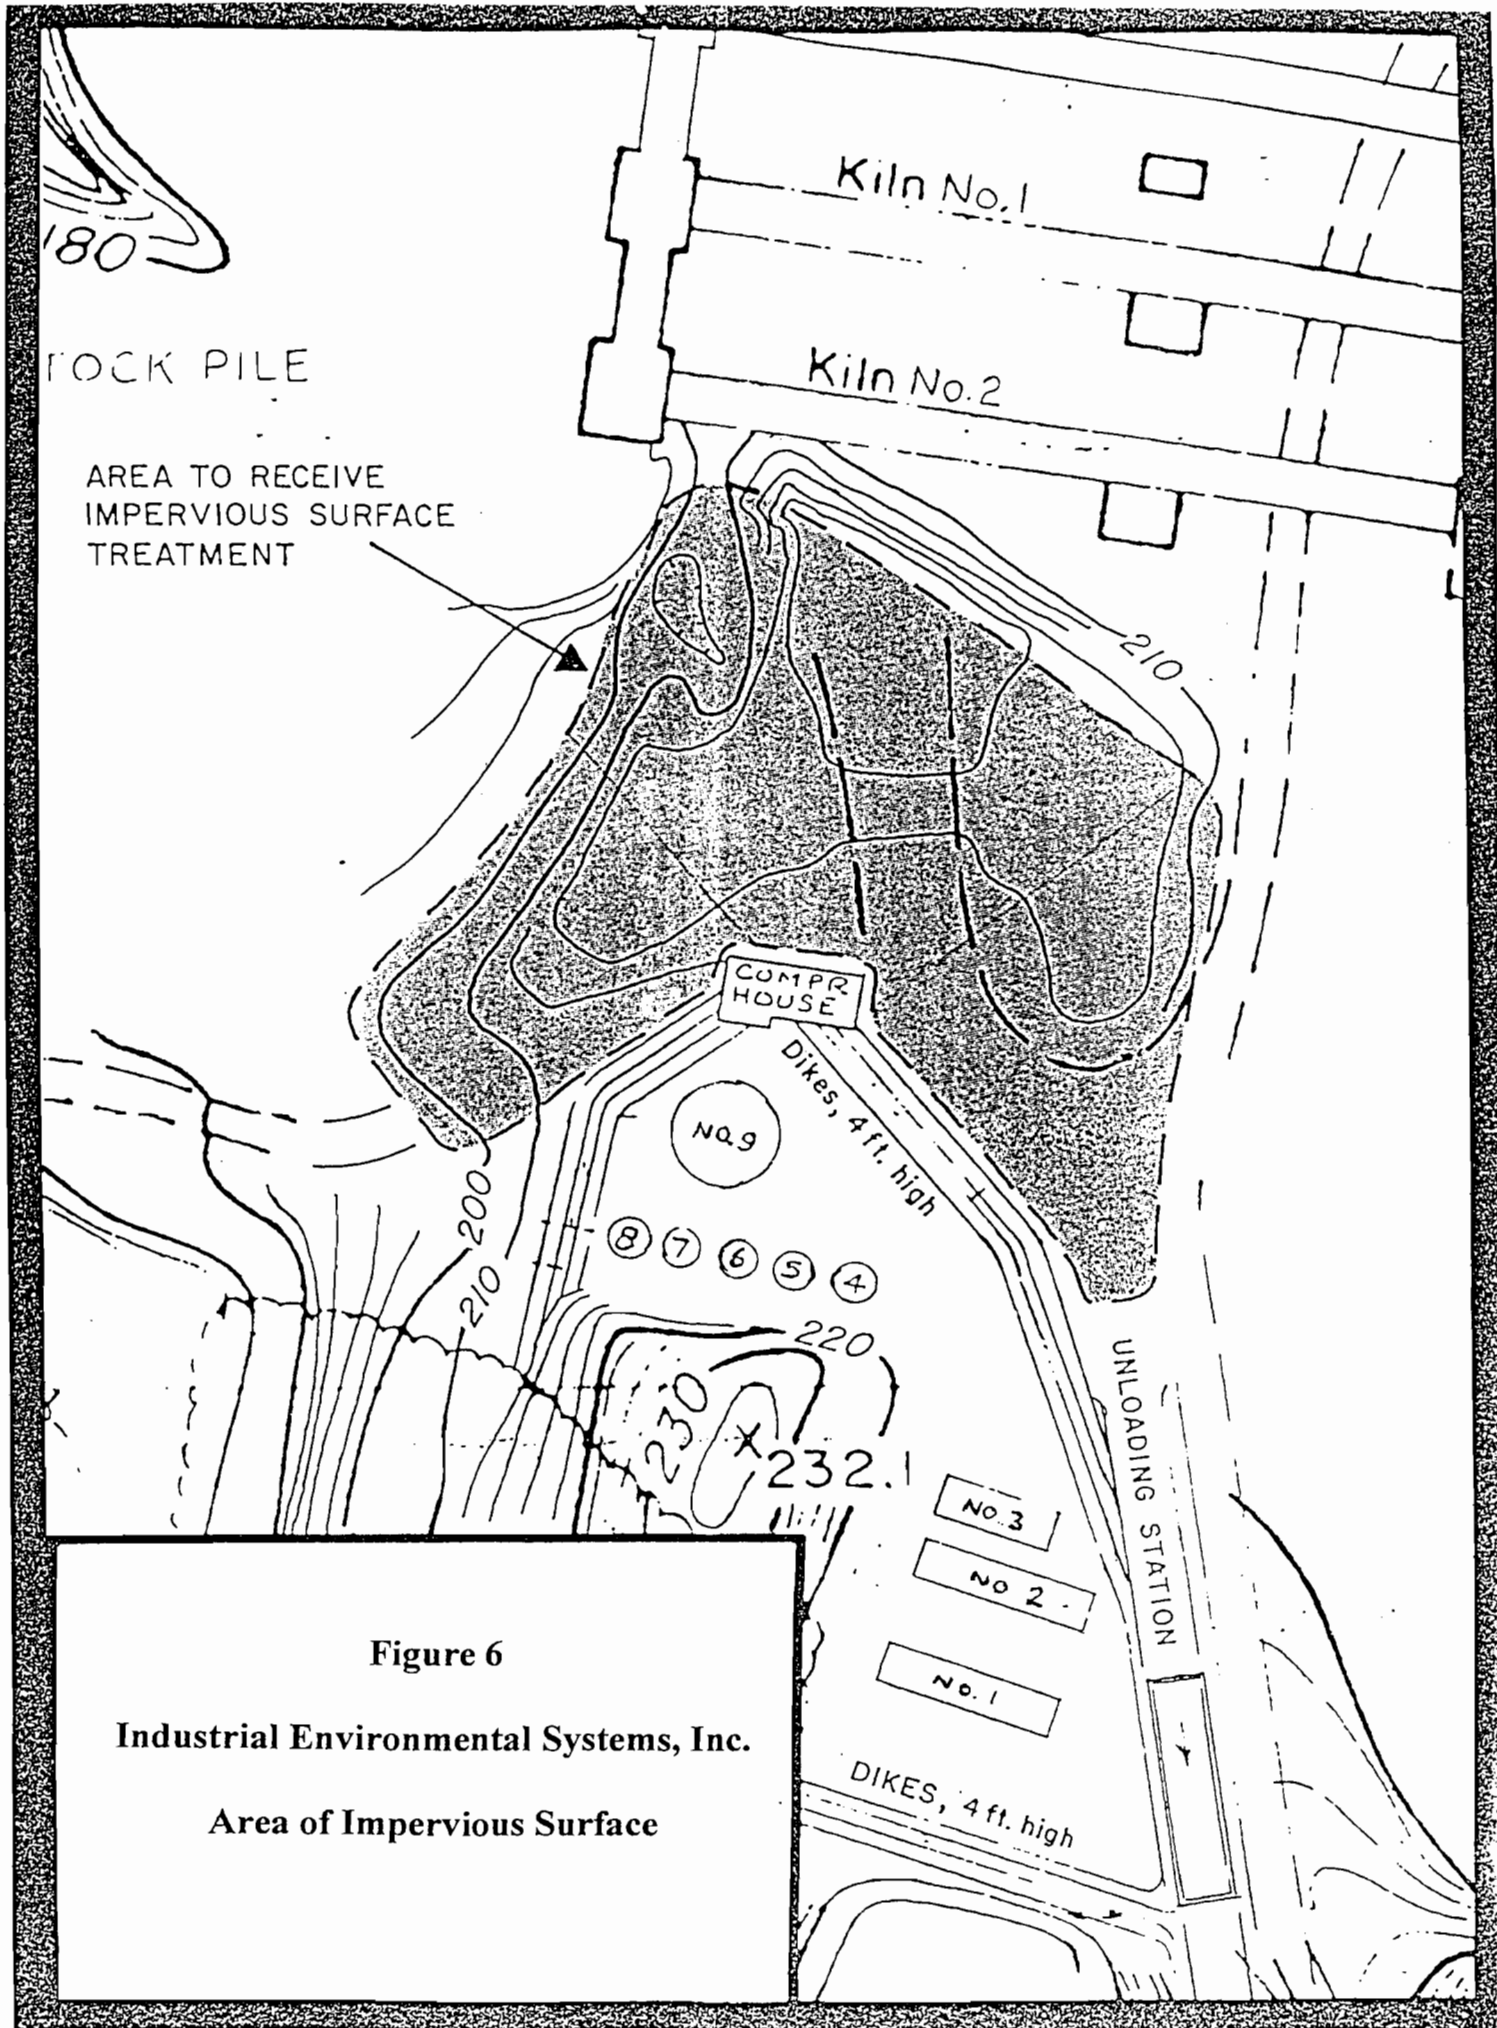 Kiln No.1
180
Kiln No.2
TOCK PILE
AREA TO RECEIVE
IMPERVIOUS SURFACE
TREATMENT
210
COMPR
HOUSE
Dikes, 4 ft. high
NO.9
200
8 7 6 5 4
210
220
UNLOADING STATION
230
232.1
NO.3
NO 2
NO. 1
DIKES, 4 ft. high
Figure 6
Industrial Environmental Systems, Inc.
Area of Impervious Surface